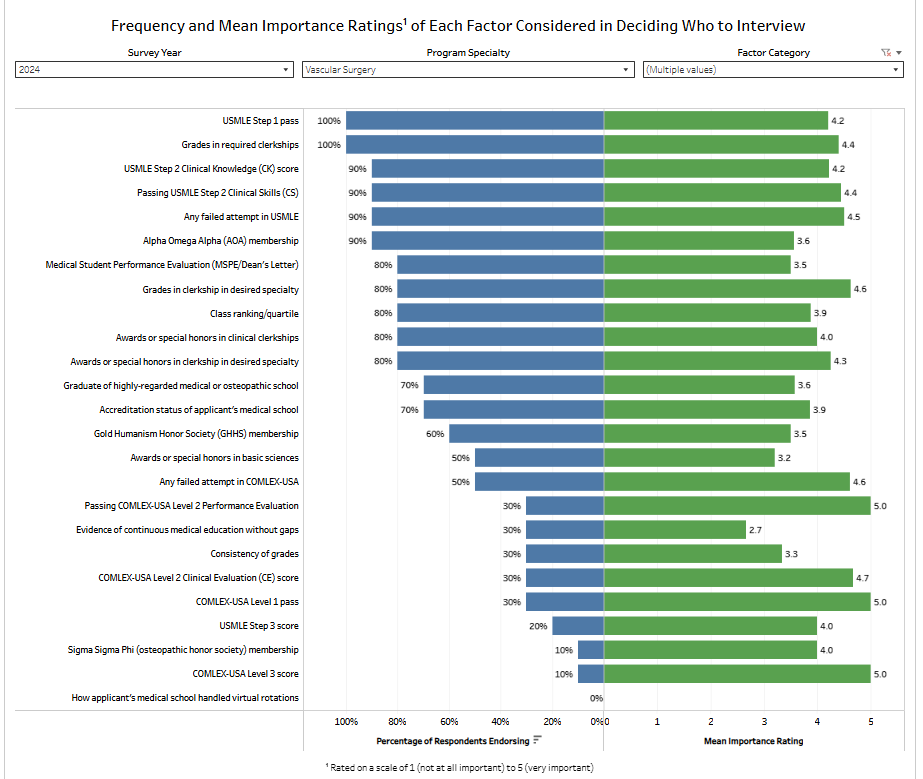 Frequency and Mean Importance Ratings¹ of Each Factor Considered in Deciding Who to Interview
Survey Year Program Specialty Factor Category
2024 Vascular Surgery (Multiple values)
USMLE Step 1 pass 100% 4.2
Grades in required clerkships 100% 4.4
USMLE Step 2 Clinical Knowledge (CK) score 90% 4.2
Passing USMLE Step 2 Clinical Skills (CS) 90% 4.4
Any failed attempt in USMLE 90% 4.5
Alpha Omega Alpha (AOA) membership 90% 3.6
Medical Student Performance Evaluation (MSPE/Dean's Letter) 80% 3.5
Grades in clerkship in desired specialty 80% 4.6
Class ranking/quartile 80% 3.9
Awards or special honors in clinical clerkships 80% 4.0
Awards or special honors in clerkship in desired specialty 80% 4.3
Graduate of highly-regarded medical or osteopathic school 70% 3.6
Accreditation status of applicant's medical school 70% 3.9
Gold Humanism Honor Society (GHHS) membership 60% 3.5
Awards or special honors in basic sciences 50% 3.2
Any failed attempt in COMLEX-USA 50% 4.6
Passing COMLEX-USA Level 2 Performance Evaluation 30% 5.0
Evidence of continuous medical education without gaps 30% 2.7
Consistency of grades 30% 3.3
COMLEX-USA Level 2 Clinical Evaluation (CE) score 30% 4.7
COMLEX-USA Level 1 pass 30% 5.0
USMLE Step 3 score 20% 4.0
Sigma Sigma Phi (osteopathic honor society) membership 10% 4.0
COMLEX-USA Level 3 score 10% 5.0
How applicant's medical school handled virtual rotations 0%
100% 80% 60% 40% 20% 0% 0 1 2 3 4 5
Percentage of Respondents Endorsing Mean Importance Rating
¹ Rated on a scale of 1 (not at all important) to 5 (very important)